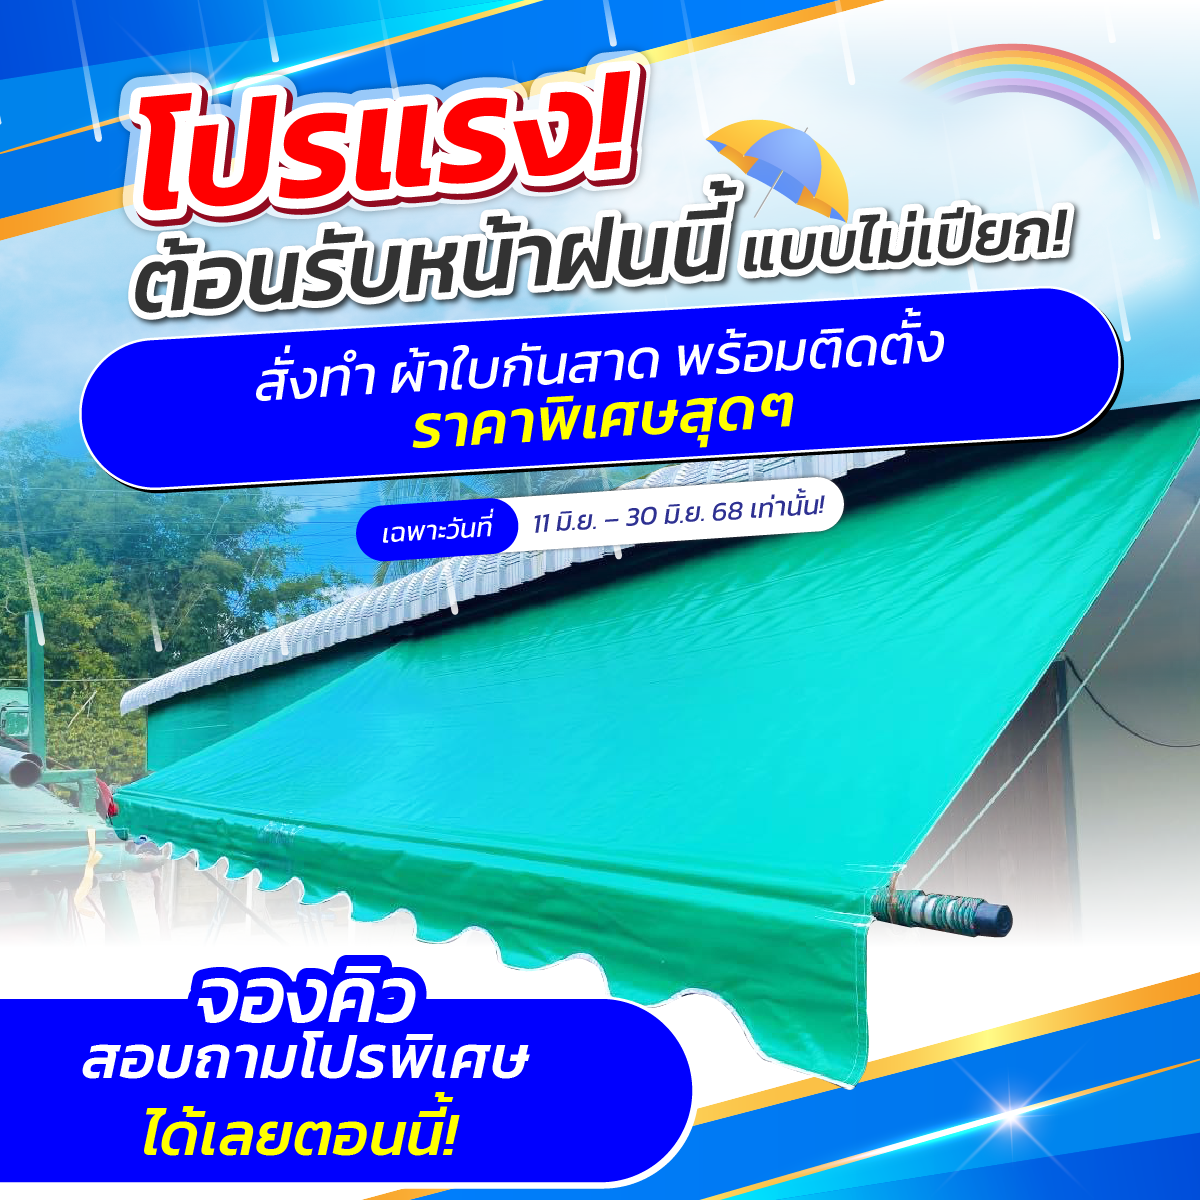 โปรแรง!
ต้อนรับหน้าฝนนี้ แบบไม่เปียก!
สั่งทำ ผ้าใบกันสาด พร้อมติดตั้ง
ราคาพิเศษสุดๆ
เฉพาะวันที่ 11 มิ.ย. – 30 มิ.ย. 68 เท่านั้น!
จองคิว
สอบถามโปรพิเศษ
ได้เลยตอนนี้!